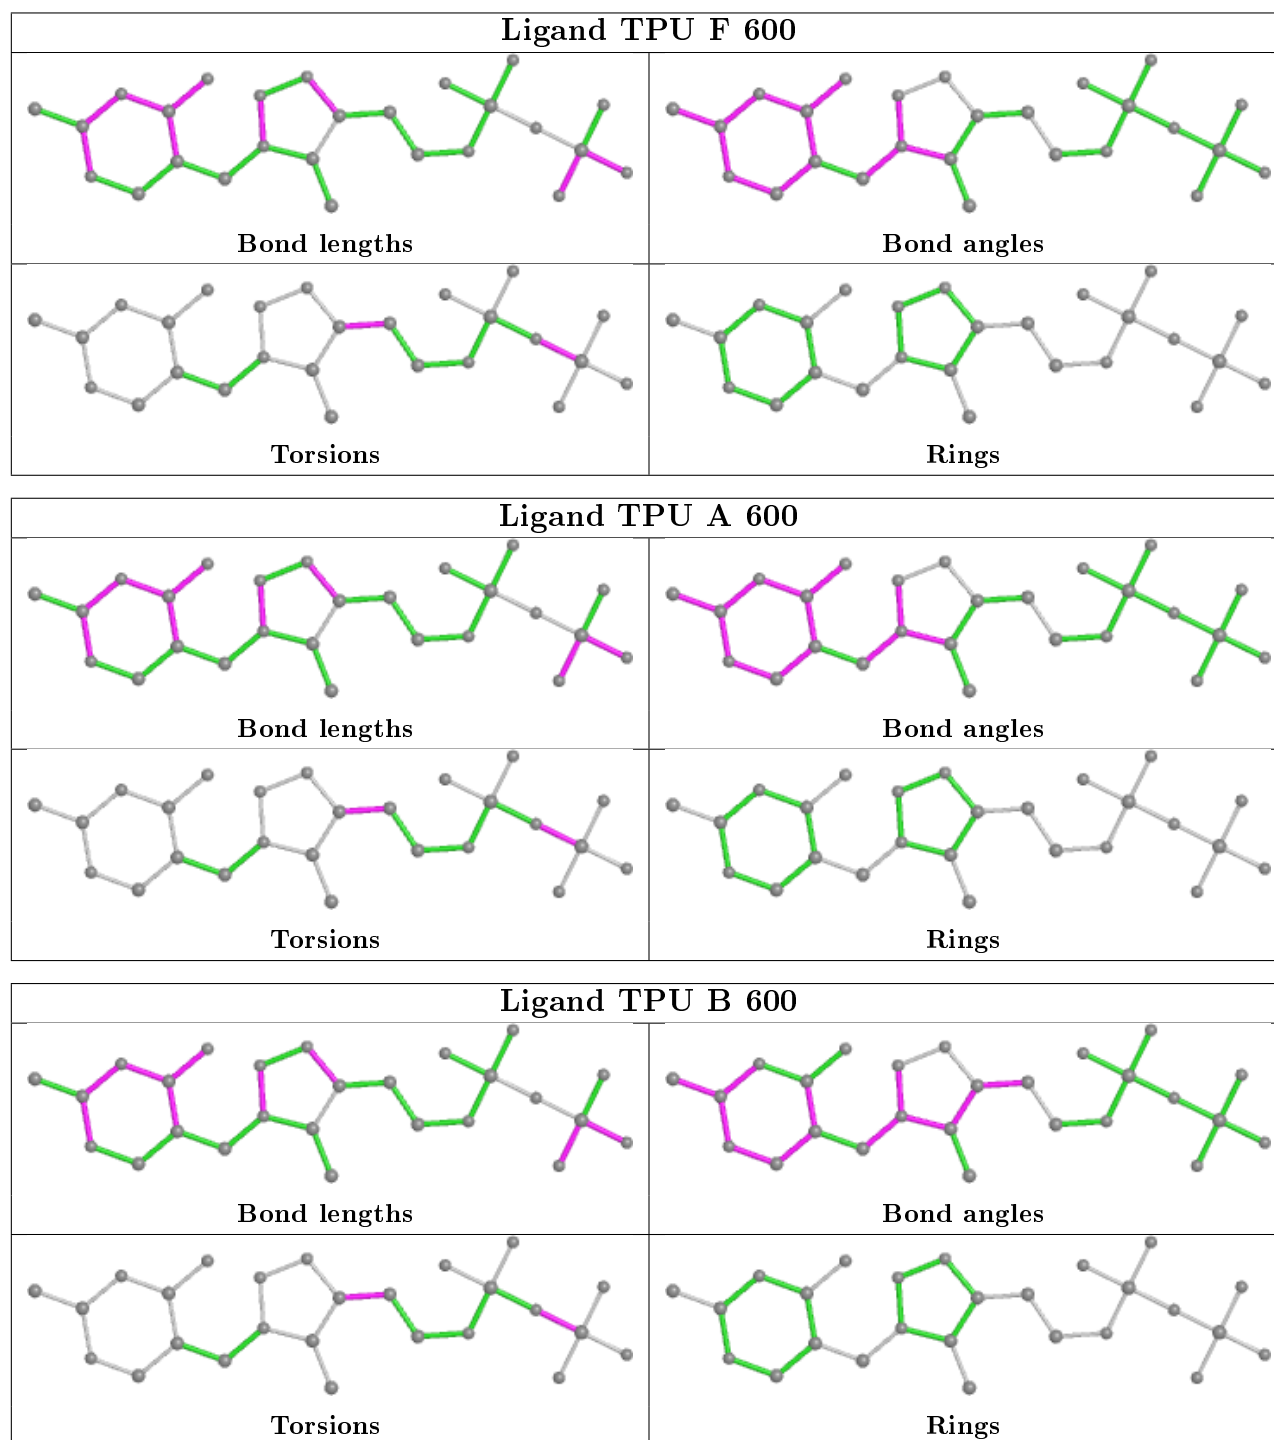 Ligand TPU F 600
Bond lengths
Bond angles
Torsions
Rings
Ligand TPU A 600
Bond lengths
Bond angles
Torsions
Rings
Ligand TPU B 600
Bond lengths
Bond angles
Torsions
Rings